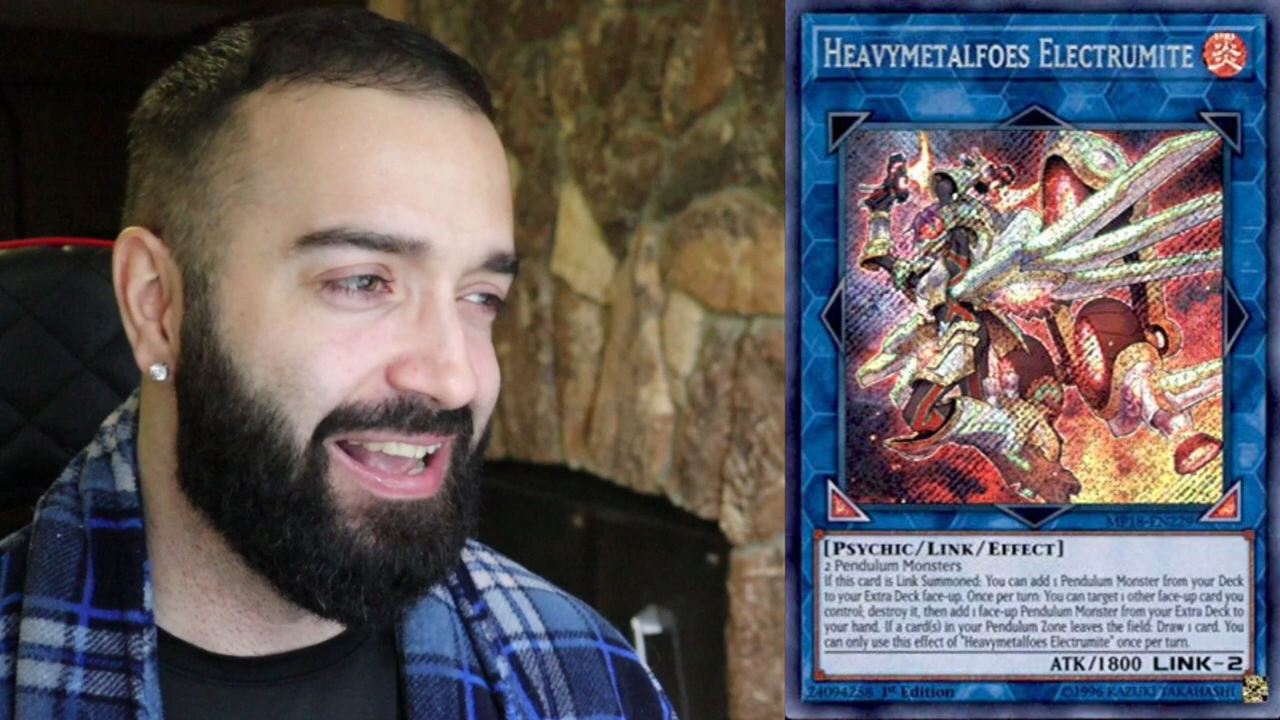 HEAVYMETALFOES ELECTRUMITE
炎
MP18-EN229
[PSYCHIC/LINK/EFFECT]
2 Pendulum Monsters
If this card is Link Summoned: You can add 1 Pendulum Monster from your Deck
to your Extra Deck face-up. Once per turn: You can target 1 other face-up card you
control; destroy it, then add 1 face-up Pendulum Monster from your Extra Deck to
your hand. If a card(s) in your Pendulum Zone leaves the field: Draw 1 card. You
can only use this effect of "Heavymetalfoes Electrumite" once per turn.
ATK/1800 LINK-2
24094258 1st Edition ©1996 KAZUKI TAKAHASHI